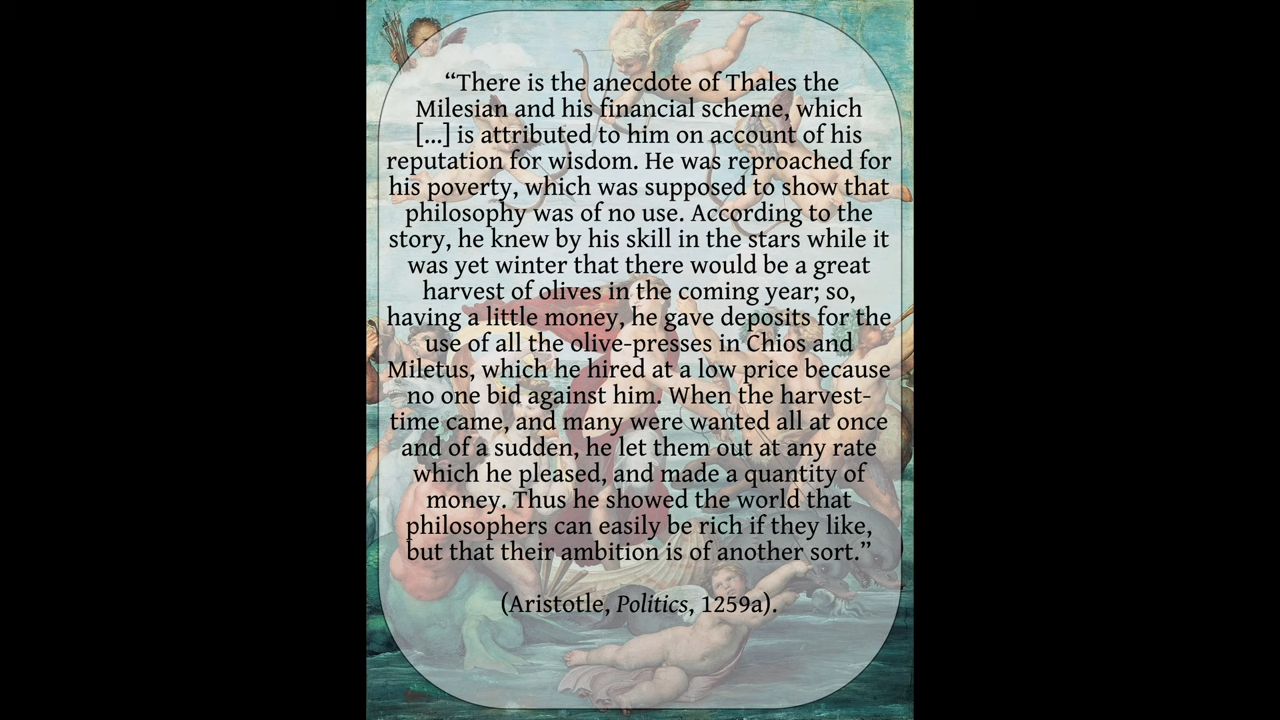 “There is the anecdote of Thales the
Milesian and his financial scheme, which
[...] is attributed to him on account of his
reputation for wisdom. He was reproached for
his poverty, which was supposed to show that
philosophy was of no use. According to the
story, he knew by his skill in the stars while it
was yet winter that there would be a great
harvest of olives in the coming year; so,
having a little money, he gave deposits for the
use of all the olive-presses in Chios and
Miletus, which he hired at a low price because
no one bid against him. When the harvest-
time came, and many were wanted all at once
and of a sudden, he let them out at any rate
which he pleased, and made a quantity of
money. Thus he showed the world that
philosophers can easily be rich if they like,
but that their ambition is of another sort.”
(Aristotle, Politics, 1259a).